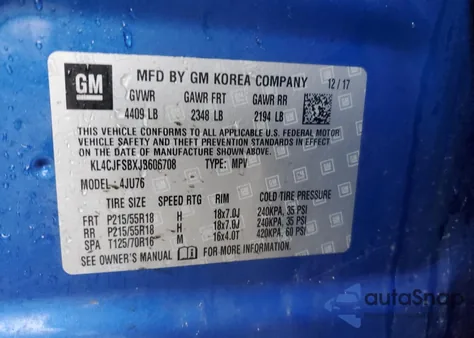 GM
MFD BY GM KOREA COMPANY 12/17
GVWR GAWR FRT GAWR RR
4409 LB 2348 LB 2194 LB
THIS VEHICLE CONFORMS TO ALL APPLICABLE U.S. FEDERAL MOTOR
VEHICLE SAFETY AND THEFT PREVENTION STANDARDS IN EFFECT ON
THE DATE OF MANUFACTURE SHOWN ABOVE.
KL4CJFSBXJB606708 TYPE: MPV
MODEL-4JU76
TIRE SIZE SPEED RTG RIM COLD TIRE PRESSURE
FRT P215/55R18 H 18x7.0J 240KPA, 35 PSI
RR P215/55R18 H 18x7.0J 240KPA, 35 PSI
SPA T125/70R16 M 16x4.0T 420KPA, 60 PSI
SEE OWNER'S MANUAL FOR MORE INFORMATION.
autoSnap